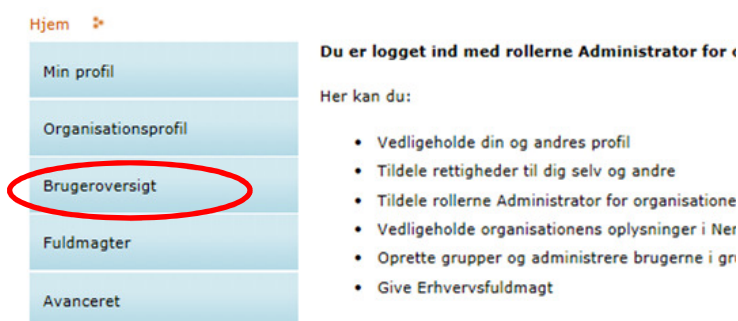 Hjem
Min profil
Organisationsprofil
Brugeroversigt
Fuldmagter
Avanceret
Du er logget ind med rollerne Administrator for
Her kan du:
• Vedligeholde din og andres profil
• Tildele rettigheder til dig selv og andre
• Tildele rollerne Administrator for organisatione
• Vedligeholde organisationens oplysninger i
• Oprette grupper og administrere brugerne i
• Give Erhvervsfuldmagt